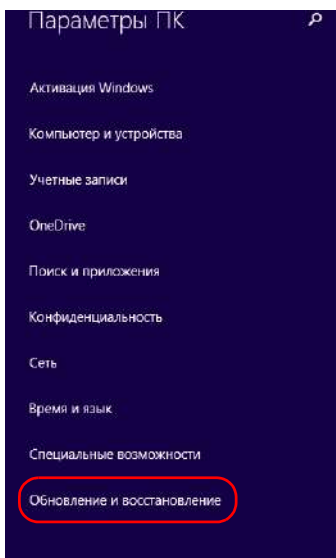 Параметры ПК
Активация Windows
Компьютер и устройства
Учетные записи
OneDrive
Поиск и приложения
Конфиденциальность
Сеть
Время и язык
Специальные возможности
Обновление и восстановление